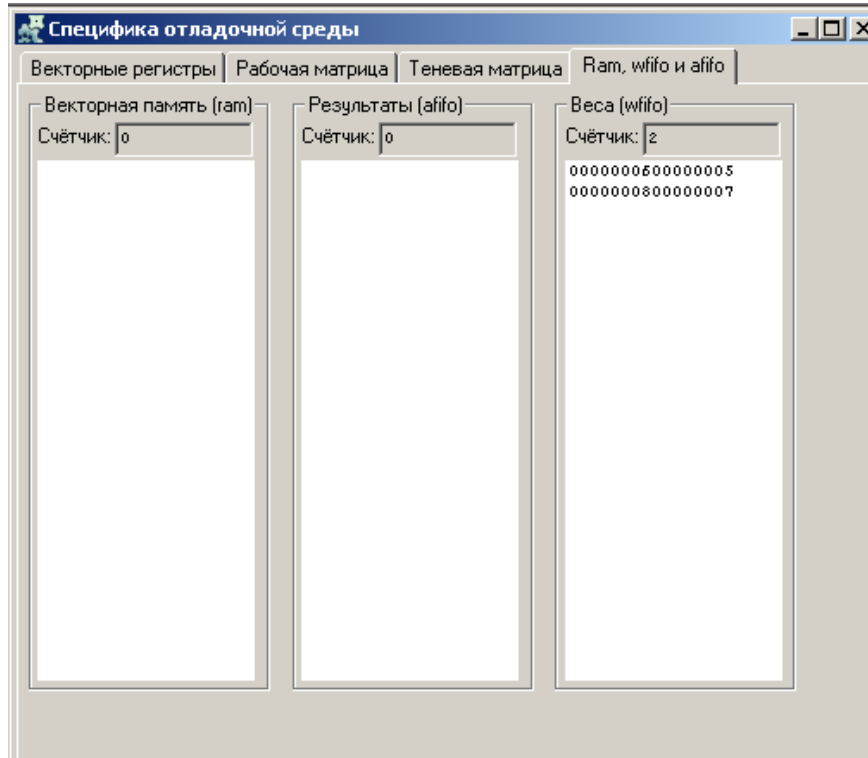 Специфика отладочной среды
Векторные регистры Рабочая матрица Теневая матрица Ram, wfifo и afifo
Векторная память (ram) Результаты (afifo) Веса (wfifo)
Счётчик: 0 Счётчик: 0 Счётчик: 2
0000000600000005
0000000800000007